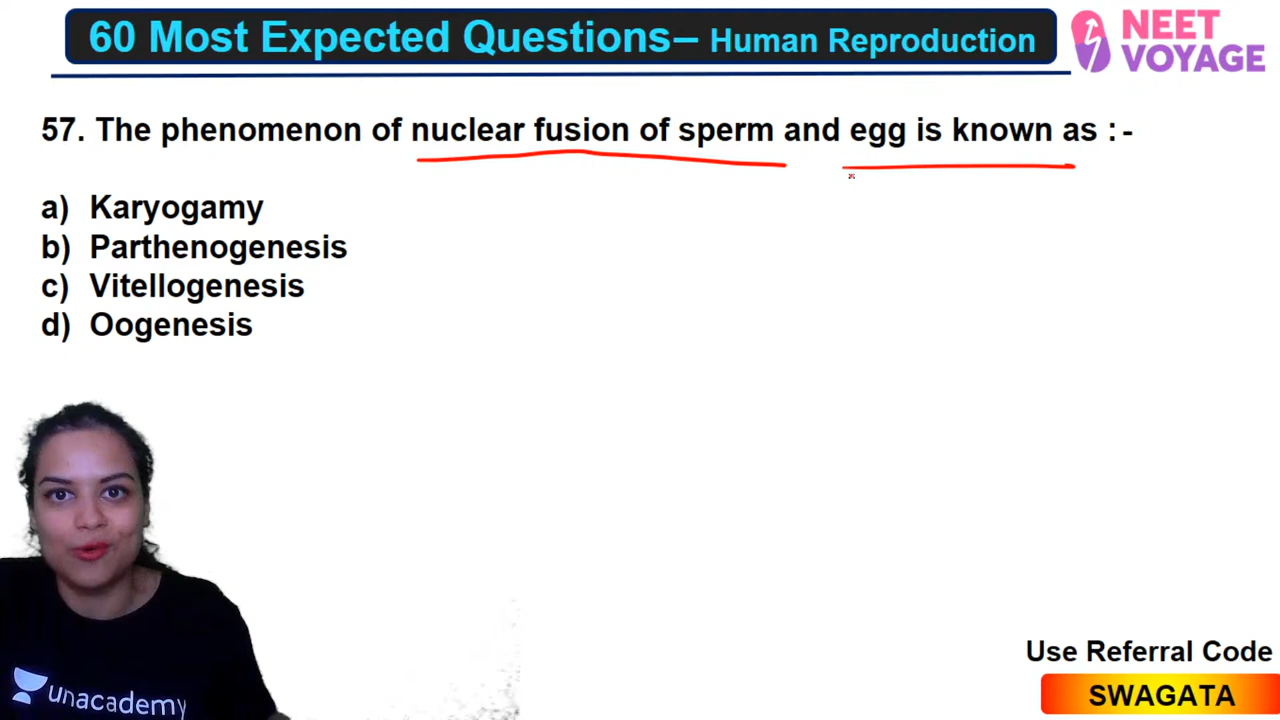 60 Most Expected Questions– Human Reproduction
NEET
VOYAGE
57. The phenomenon of nuclear fusion of sperm and egg is known as :-
a) Karyogamy
b) Parthenogenesis
c) Vitellogenesis
d) Oogenesis
unacademy
Use Referral Code
SWAGATA